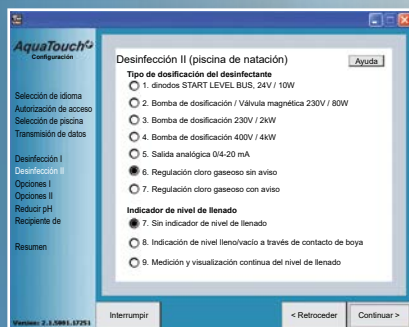 AquaTouch
Configuración
Selección de idioma
Autorización de acceso
Selección de piscina
Transmisión de datos
Desinfección I
Desinfección II
Opciones I
Opciones II
Reducir pH
Recipiente de
Resumen
Version: 2.1.5001.17251
Desinfección II (piscina de natación)
Ayuda
Tipo de dosificación del desinfectante
1. dinodos START LEVEL BUS, 24V / 10W
2. Bomba de dosificación / Válvula magnética 230V / 80W
3. Bomba de dosificación 230V / 2kW
4. Bomba de dosificación 400V / 4kW
5. Salida analógica 0/4-20 mA
6. Regulación cloro gaseoso sin aviso
7. Regulación cloro gaseoso con aviso
Indicador de nivel de llenado
7. Sin indicador de nivel de llenado
8. Indicación de nivel lleno/vacío a través de contacto de boya
9. Medición y visualización continua del nivel de llenado
Interrumpir
< Retroceder
Continuar >